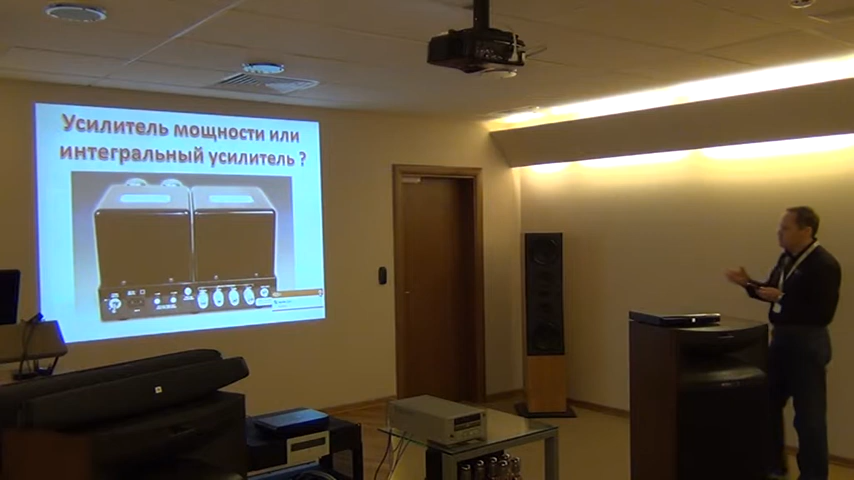 Усилитель мощности или
интегральный усилитель ?